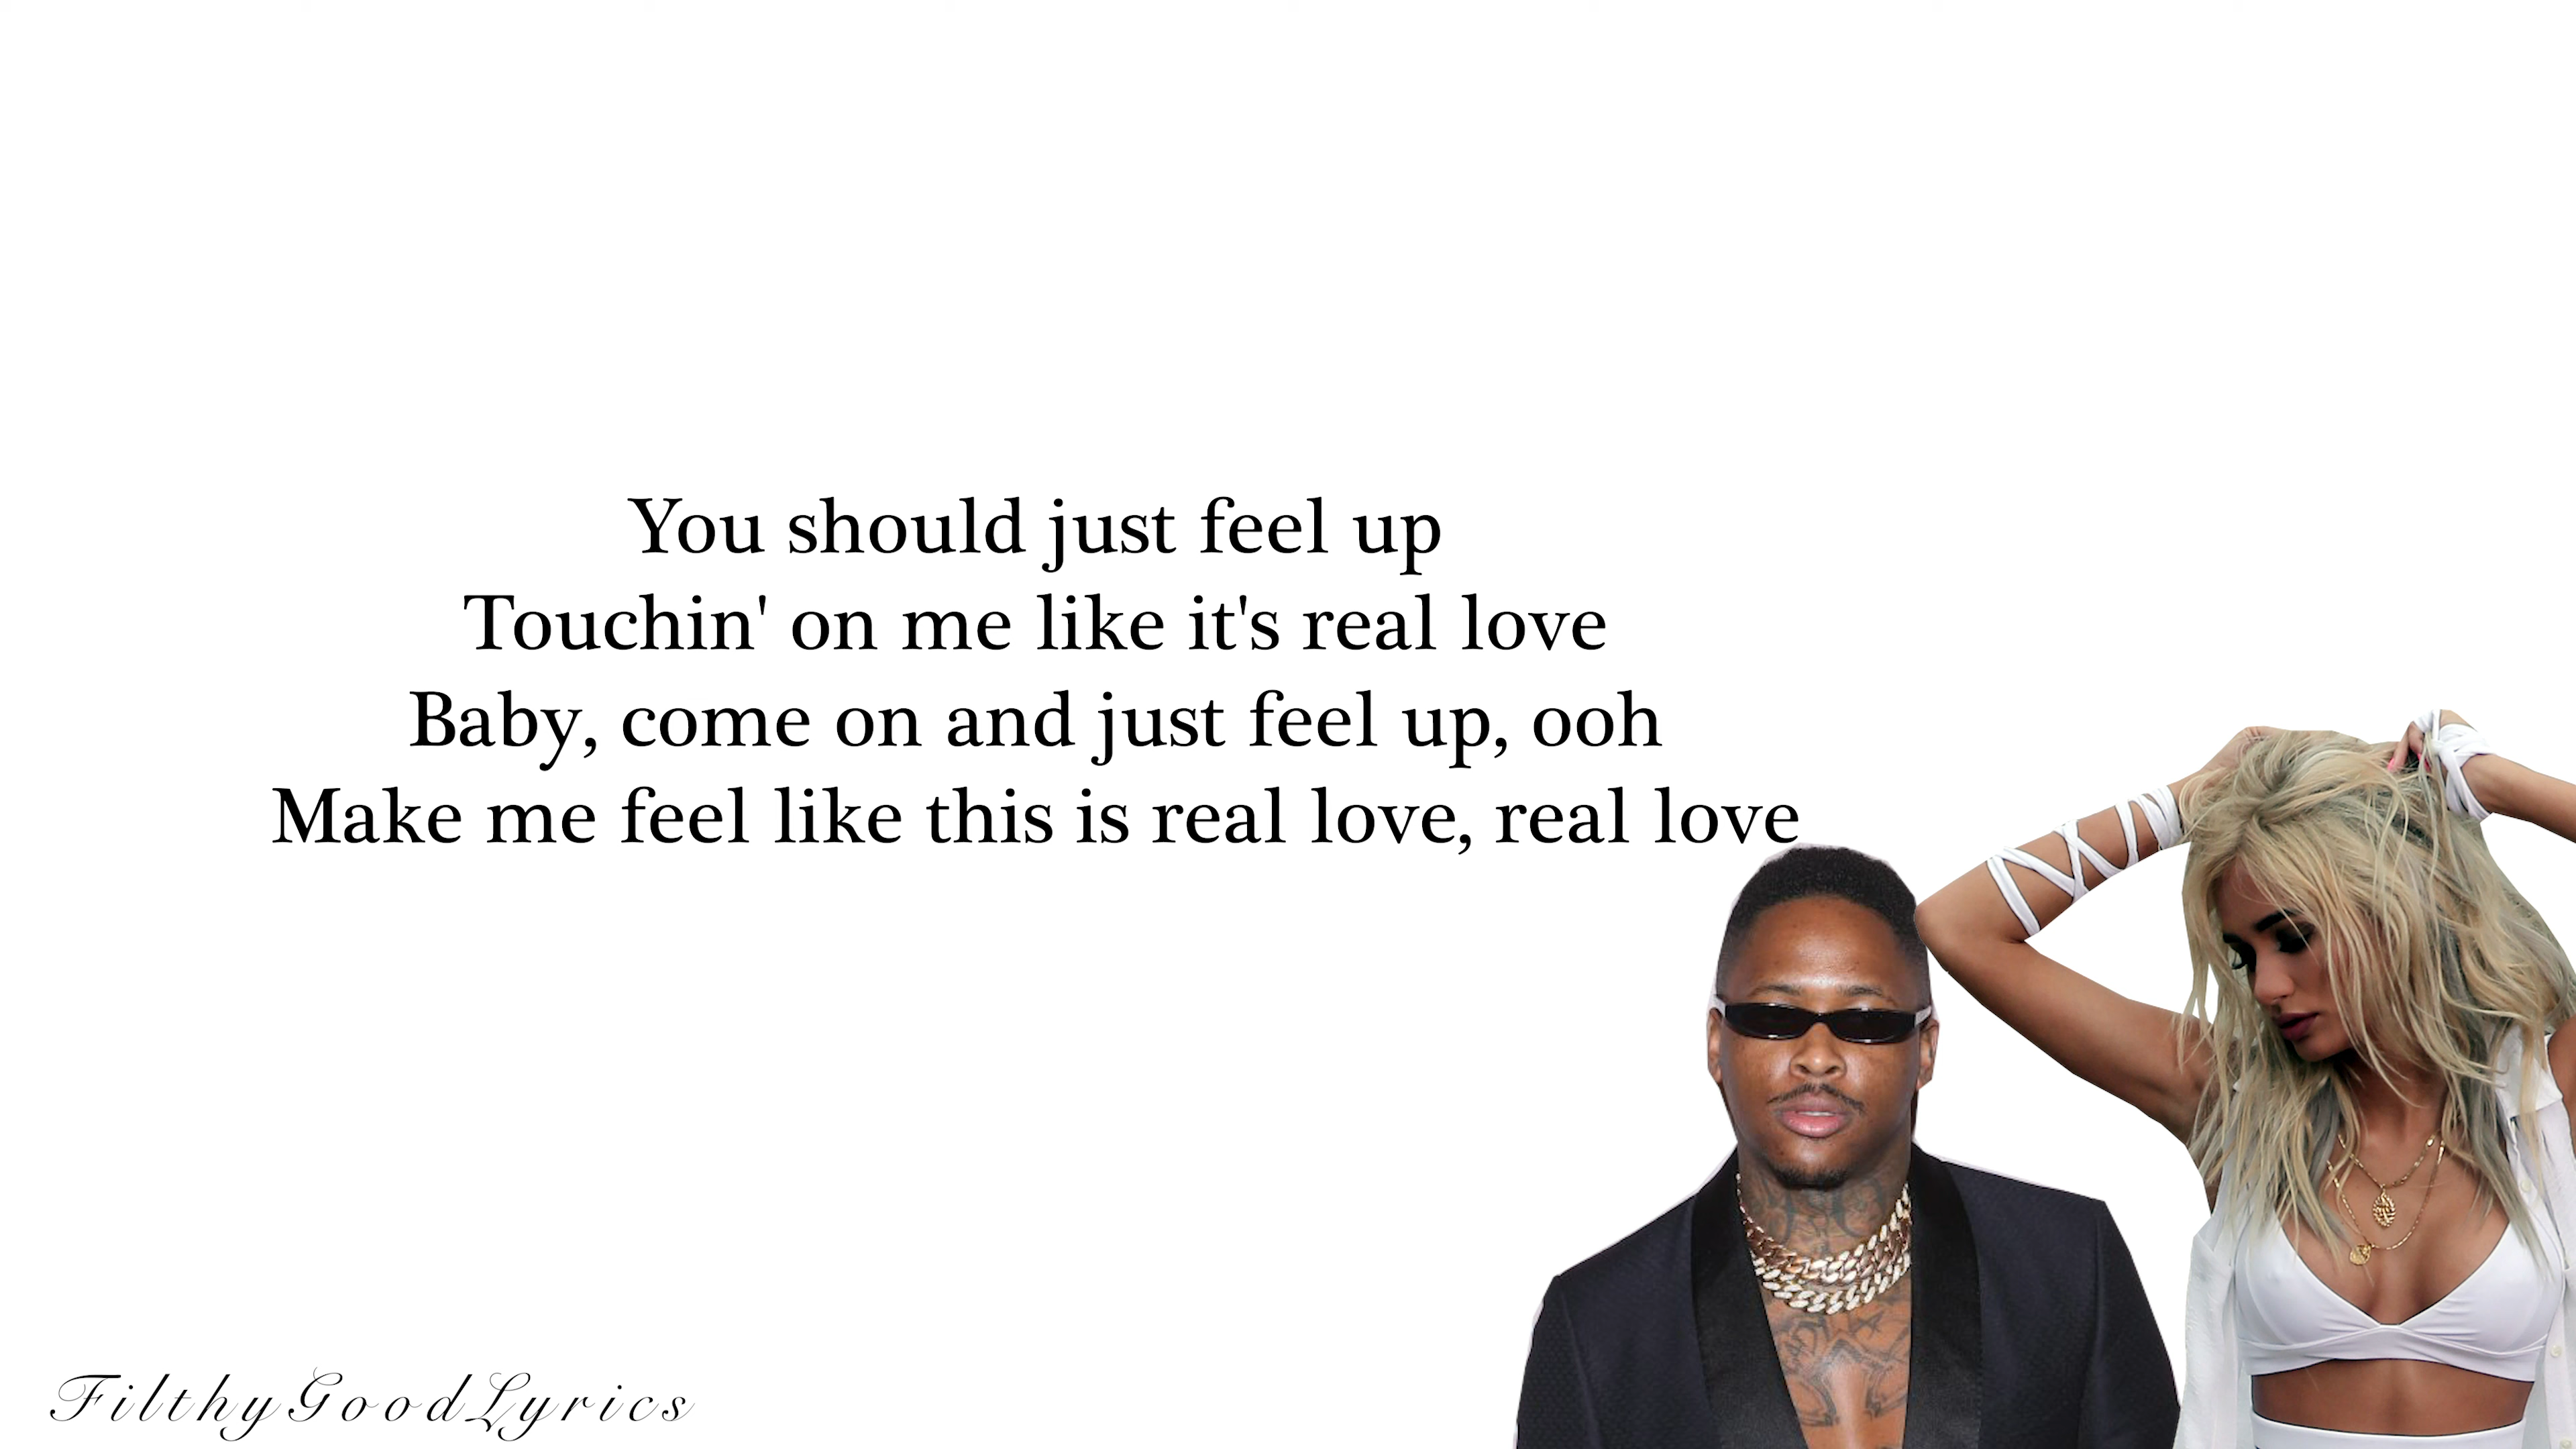 You should just feel up
Touchin' on me like it's real love
Baby, come on and just feel up, ooh
Make me feel like this is real love, real love
FilthyGoodLyrics